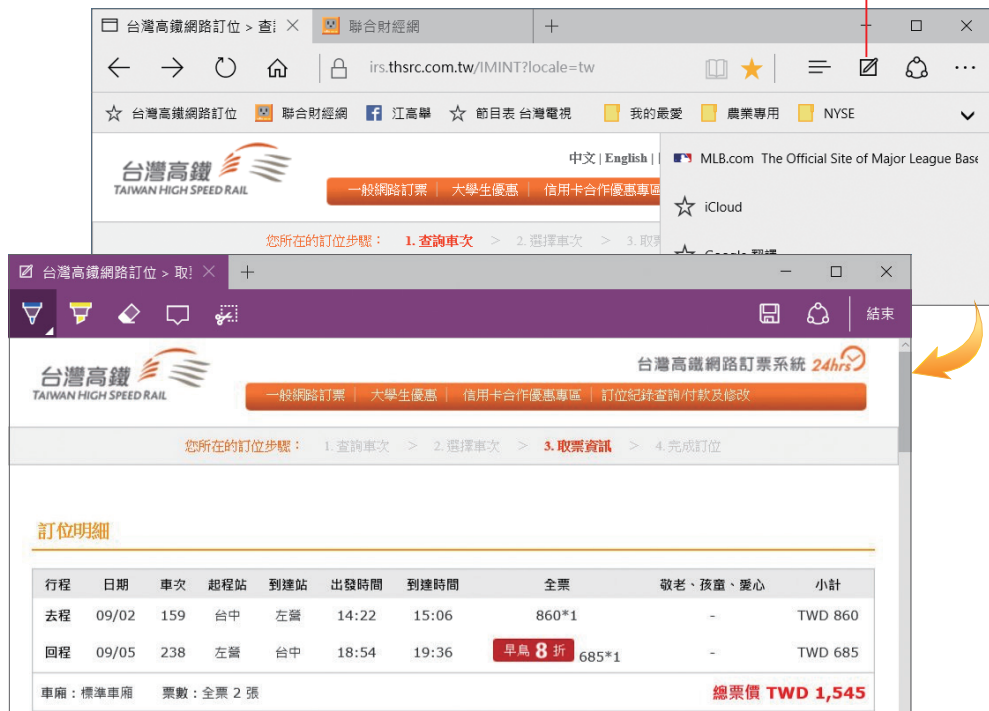 台灣高鐵網路訂位 > 查
聯合財經網
irs.thsrc.com.tw/IMINT?locale=tw
台灣高鐵網路訂位 聯合財經網 江高舉 節目表 台灣電視 我的最愛 農業專用 NYSE
台灣高鐵
TAIWAN HIGH SPEED RAIL
中文 | English |
一般網路訂票 | 大學生優惠 | 信用卡合作優惠專區
MLB.com The Official Site of Major League Base
iCloud
Google 翻譯
您所在的訂位步驟： 1. 查詢車次 > 2. 選擇車次 > 3. 取票
台灣高鐵網路訂位 > 取
結束
台灣高鐵
TAIWAN HIGH SPEED RAIL
台灣高鐵網路訂票系統 24hrs
一般網路訂票 | 大學生優惠 | 信用卡合作優惠專區 | 訂位紀錄查詢/付款及修改
您所在的訂位步驟： 1. 查詢車次 > 2. 選擇車次 > 3. 取票資訊 > 4. 完成訂位
訂位明細
行程 日期 車次 起程站 到達站 出發時間 到達時間 全票 敬老、孩童、愛心 小計
去程 09/02 159 台中 左營 14:22 15:06 860*1 - TWD 860
回程 09/05 238 左營 台中 18:54 19:36 早鳥 8 折 685*1 - TWD 685
車廂：標準車廂 票數：全票 2 張 總票價 TWD 1,545